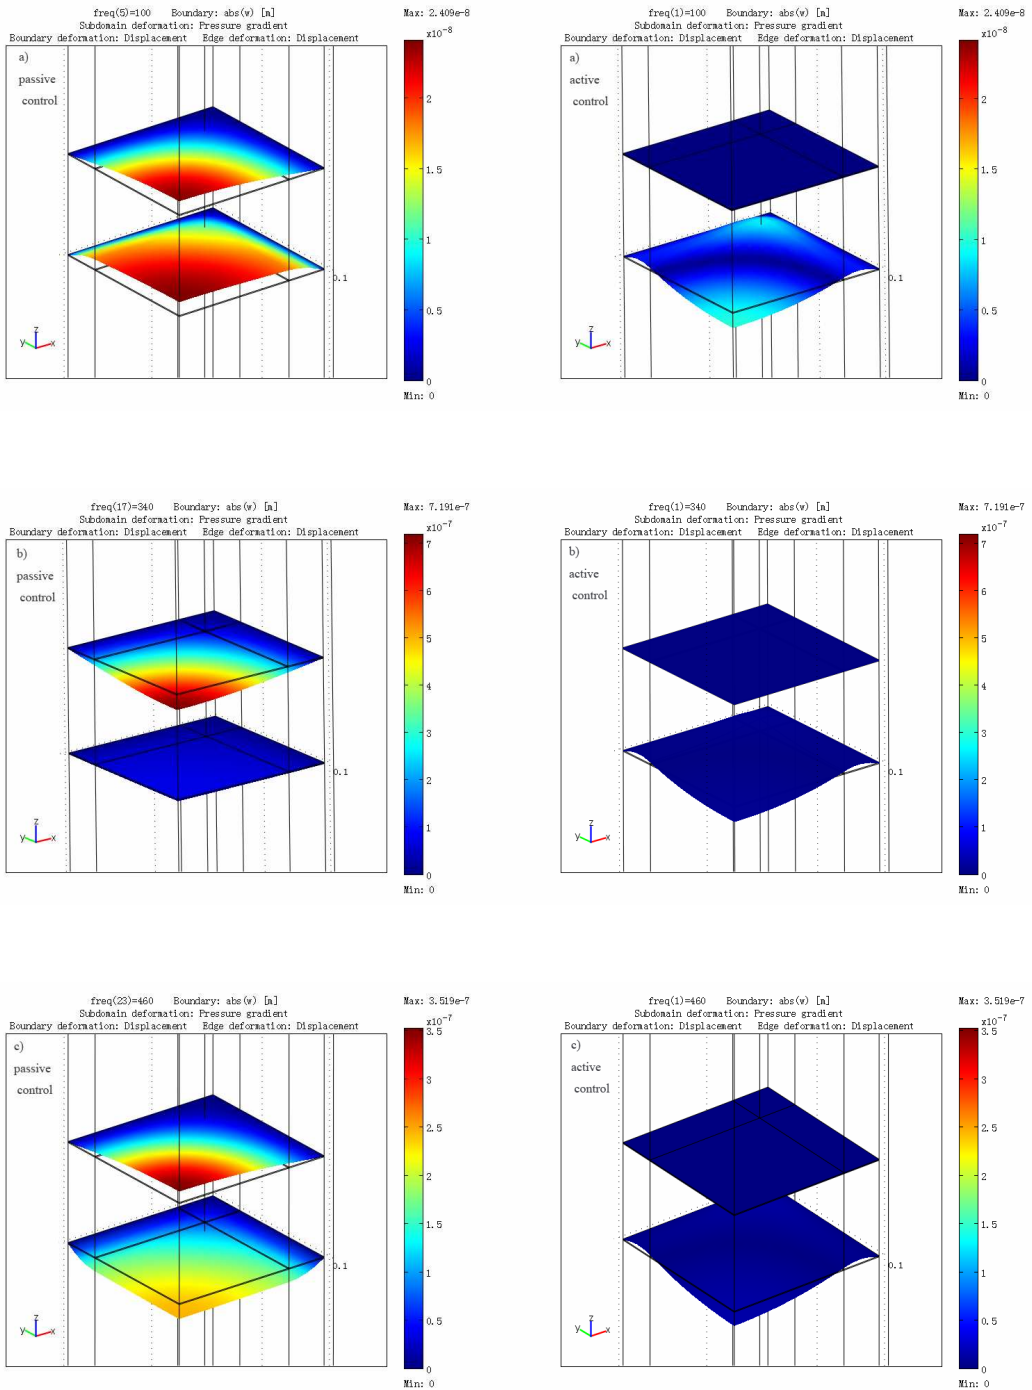 freq(5)=100 Boundary: abs(w) [m] Max: 2.409e-8
Subdomain deformation: Pressure gradient
Boundary deformation: Displacement Edge deformation: Displacement
x10-8
a)
passive
control
2
1.5
1
0.5
0
0.1
z
y
x
Min: 0
freq(1)=100 Boundary: abs(w) [m] Max: 2.409e-8
Subdomain deformation: Pressure gradient
Boundary deformation: Displacement Edge deformation: Displacement
x10-8
a)
active
control
2
1.5
1
0.5
0
0.1
z
y
x
Min: 0
freq(17)=340 Boundary: abs(w) [m] Max: 7.191e-7
Subdomain deformation: Pressure gradient
Boundary deformation: Displacement Edge deformation: Displacement
x10-7
b)
passive
control
7
6
5
4
3
2
1
0
0.1
z
y
x
Min: 0
freq(1)=340 Boundary: abs(w) [m] Max: 7.191e-7
Subdomain deformation: Pressure gradient
Boundary deformation: Displacement Edge deformation: Displacement
x10-7
b)
active
control
7
6
5
4
3
2
1
0
0.1
z
y
x
Min: 0
freq(23)=460 Boundary: abs(w) [m] Max: 3.519e-7
Subdomain deformation: Pressure gradient
Boundary deformation: Displacement Edge deformation: Displacement
x10-7
c)
passive
control
3.5
3
2.5
2
1.5
1
0.5
0
0.1
z
y
x
Min: 0
freq(1)=460 Boundary: abs(w) [m] Max: 3.519e-7
Subdomain deformation: Pressure gradient
Boundary deformation: Displacement Edge deformation: Displacement
x10-7
c)
active
control
3.5
3
2.5
2
1.5
1
0.5
0
0.1
z
y
x
Min: 0